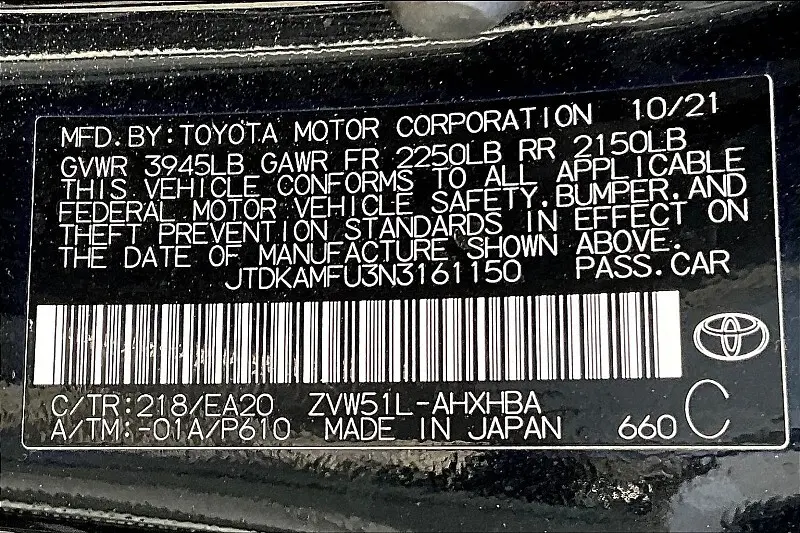 MFD.BY:TOYOTA MOTOR CORPORATION 10/21
GVWR 3945LB GAWR FR 2250LB RR 2150LB
THIS VEHICLE CONFORMS TO ALL APPLICABLE
FEDERAL MOTOR VEHICLE SAFETY,BUMPER,AND
THEFT PREVENTION STANDARDS IN EFFECT ON
THE DATE OF MANUFACTURE SHOWN ABOVE.
JTDKAMFU3N3161150 PASS.CAR
C/TR:218/EA20 ZVW51L-AHXHBA
A/TM:-01A/P610 MADE IN JAPAN 660 C